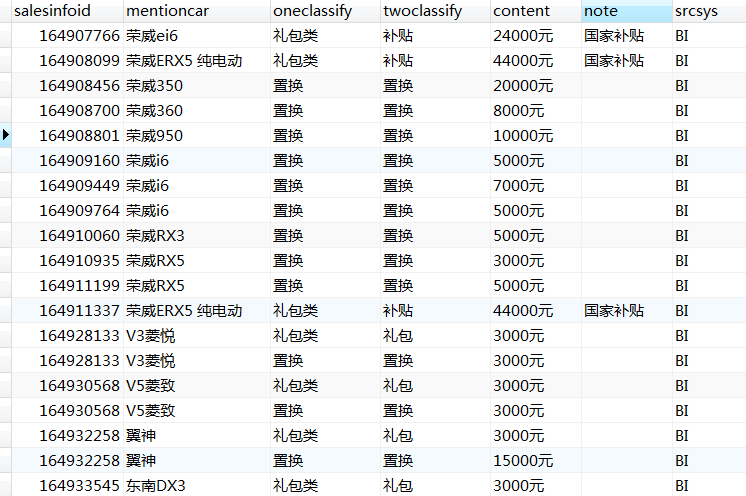 salesinfoid mentioncar oneclassify twoclassify content note srcsys
164907766 荣威ei6 礼包类 补贴 24000元 国家补贴 BI
164908099 荣威ERX5 纯电动 礼包类 补贴 44000元 国家补贴 BI
164908456 荣威350 置换 置换 20000元 BI
164908700 荣威360 置换 置换 8000元 BI
164908801 荣威950 置换 置换 10000元 BI
164909160 荣威i6 置换 置换 5000元 BI
164909449 荣威i6 置换 置换 7000元 BI
164909764 荣威i6 置换 置换 5000元 BI
164910060 荣威RX3 置换 置换 5000元 BI
164910935 荣威RX5 置换 置换 3000元 BI
164911199 荣威RX5 置换 置换 5000元 BI
164911337 荣威ERX5 纯电动 礼包类 补贴 44000元 国家补贴 BI
164928133 V3菱悦 礼包类 礼包 3000元 BI
164928133 V3菱悦 置换 置换 3000元 BI
164930568 V5菱致 礼包类 礼包 3000元 BI
164930568 V5菱致 置换 置换 3000元 BI
164932258 翼神 礼包类 礼包 3000元 BI
164932258 翼神 置换 置换 15000元 BI
164933545 东南DX3 礼包类 礼包 3000元 BI